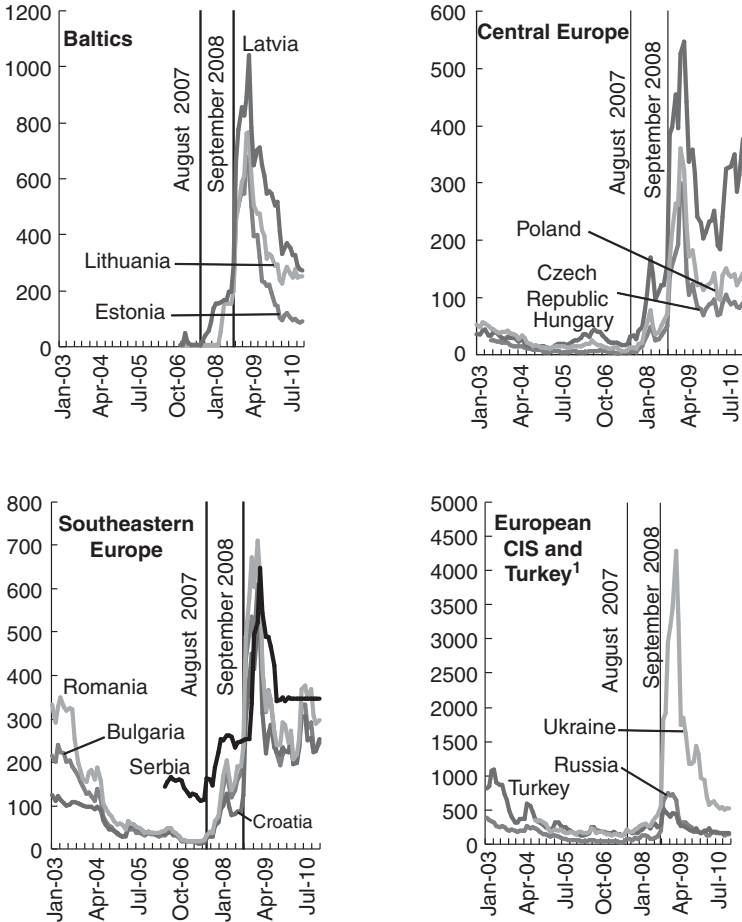 Baltics
1200
1000
800
600
400
200
0
August 2007
September 2008
Latvia
Lithuania
Estonia
Jan-03
Apr-04
Jul-05
Oct-06
Jan-08
Apr-09
Jul-10
Central Europe
600
500
400
300
200
100
0
August 2007
September 2008
Poland
Czech
Republic
Hungary
Jan-03
Apr-04
Jul-05
Oct-06
Jan-08
Apr-09
Jul-10
Southeastern
Europe
800
700
600
500
400
300
200
100
0
August 2007
September 2008
Romania
Bulgaria
Serbia
Croatia
Jan-03
Apr-04
Jul-05
Oct-06
Jan-08
Apr-09
Jul-10
European
CIS and
Turkey¹
5000
4500
4000
3500
3000
2500
2000
1500
1000
500
0
August 2007
September 2008
Ukraine
Russia
Turkey
Jan-03
Apr-04
Jul-05
Oct-06
Jan-08
Apr-09
Jul-10